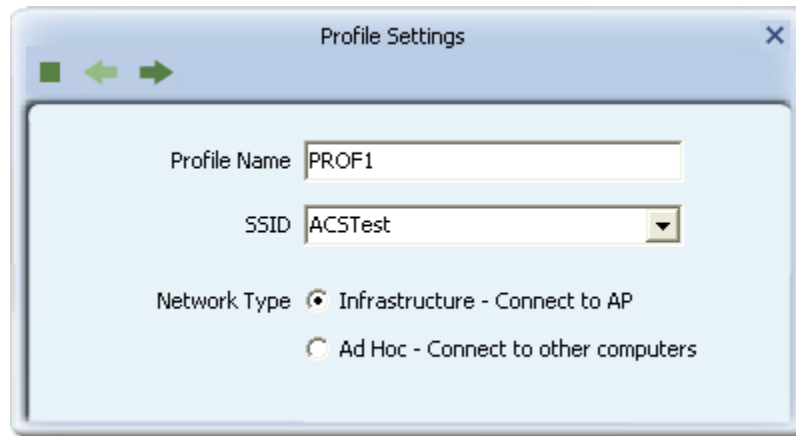 Profile Settings
Profile Name PROF1
SSID ACSTest
Network Type Infrastructure - Connect to AP
Ad Hoc - Connect to other computers